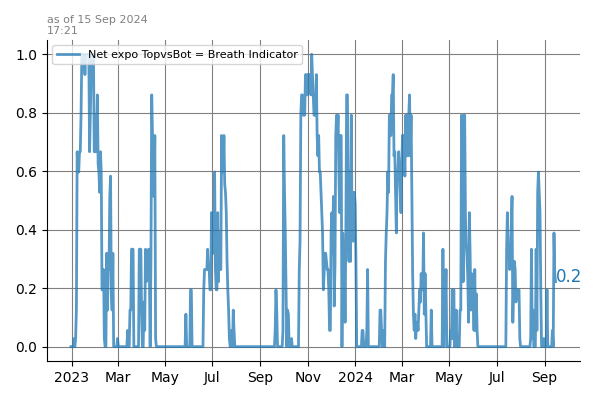 as of 15 Sep 2024
17:21
Net expo TopvsBot = Breath Indicator
1.0
0.8
0.6
0.4
0.2
0.0
0.2
2023 Mar May Jul Sep Nov 2024 Mar May Jul Sep